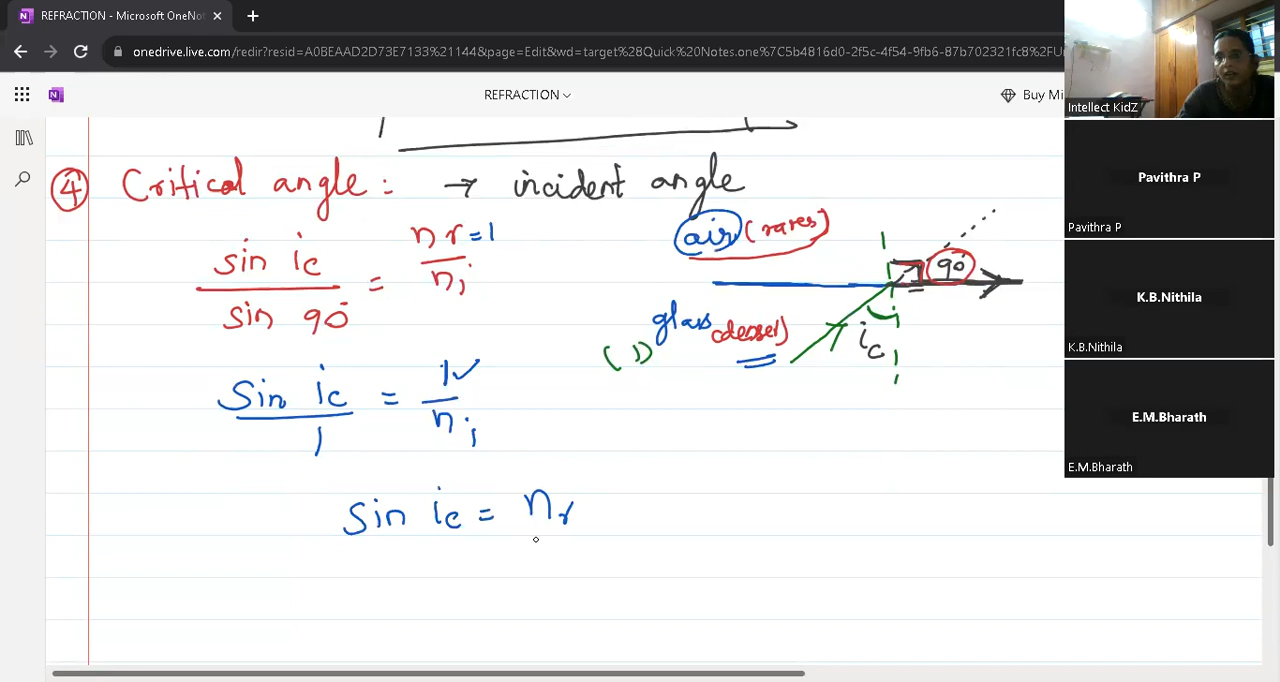 REFRACTION - Microsoft OneNot
onedrive.live.com/redir?resid=A0BEAAD2D73E7133%21144&page=Edit&wd=target%28Quick%20Notes.one%7C5b4816d0-2f5c-4f54-9fb6-87b702321fc8%2FU
REFRACTION
Buy Mi
Intellect KidZ
Pavithra P
Pavithra P
K.B.Nithila
K.B.Nithila
E.M.Bharath
E.M.Bharath
④ Critical angle: → incident angle
sin ic / sin 90° = nr=1 / ni
air (rarer)
90°
glass (denser)
ic
sin ic / 1 = 1✓ / ni
sin ic = nr